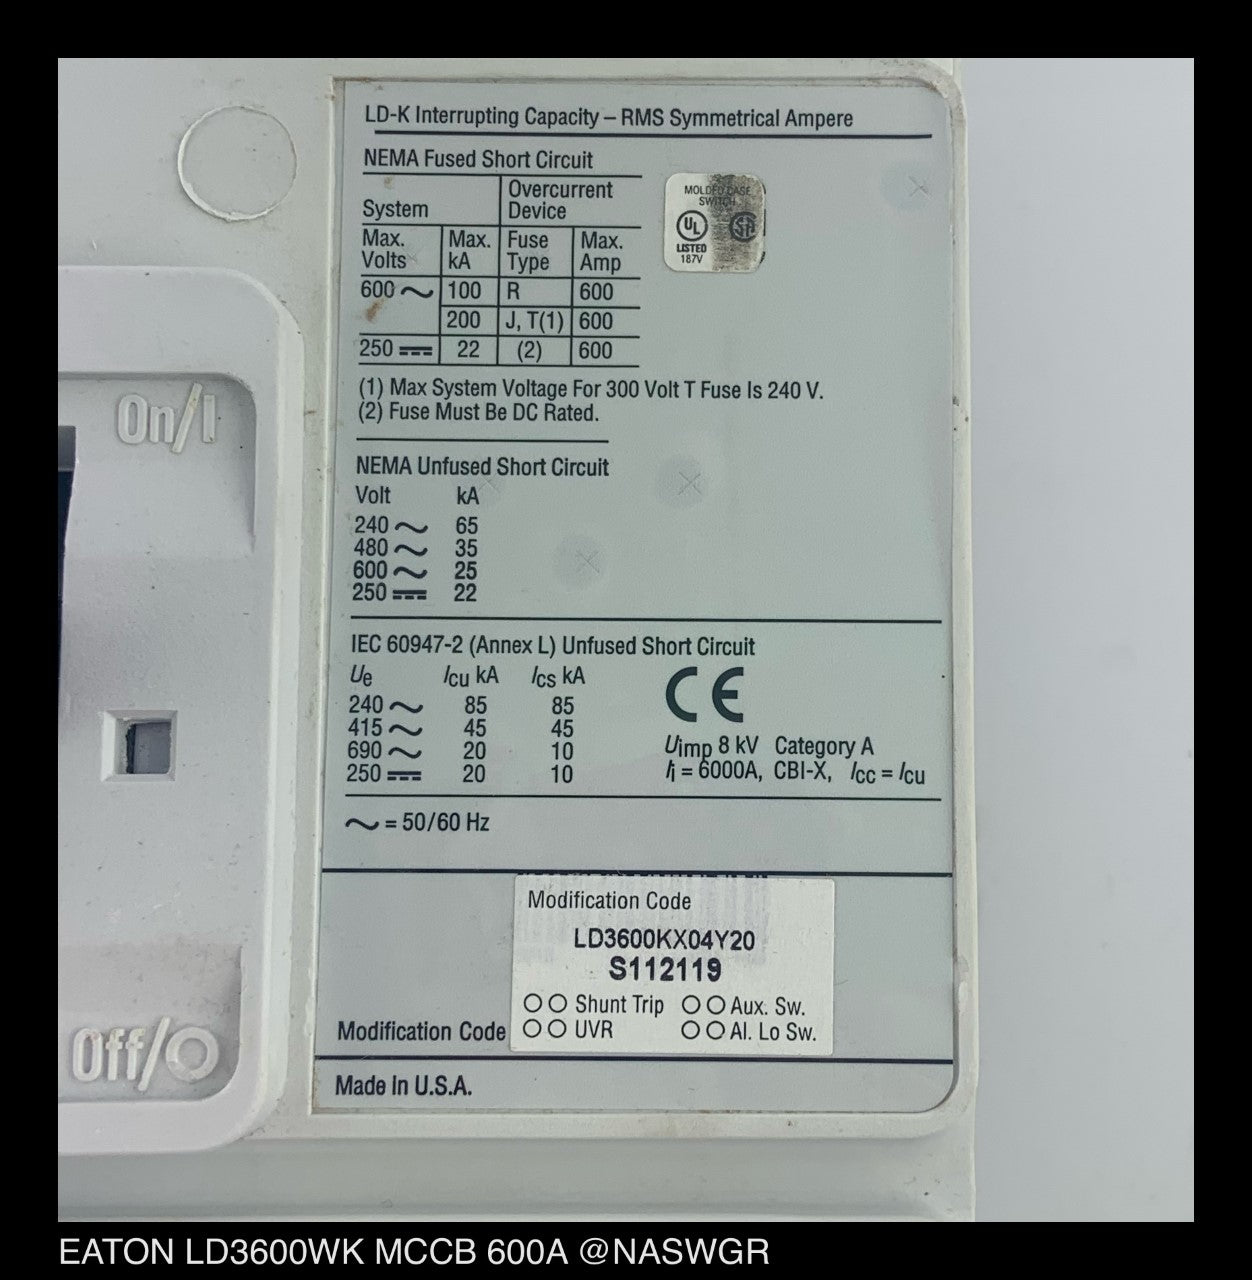 LD-K Interrupting Capacity – RMS Symmetrical Ampere
NEMA Fused Short Circuit
System Overcurrent Device
Max. Volts Max. kA Fuse Type Max. Amp
600 ∼ 100 R 600
200 J, T(1) 600
250 ⎓ 22 (2) 600
(1) Max System Voltage For 300 Volt T Fuse Is 240 V.
(2) Fuse Must Be DC Rated.
MOLDED CASE
SWITCH
UL SA
LISTED
187V
NEMA Unfused Short Circuit
Volt kA
240 ∼ 65
480 ∼ 35
600 ∼ 25
250 ⎓ 22
IEC 60947-2 (Annex L) Unfused Short Circuit
Ue Icu kA Ics kA
240 ∼ 85 85
415 ∼ 45 45
690 ∼ 20 10
250 ⎓ 20 10
CE
Uimp 8 kV Category A
Ii = 6000A, CBI-X, Icc = Icu
∼ = 50/60 Hz
Modification Code
LD3600KX04Y20
S112119
○○ Shunt Trip ○○ Aux. Sw.
○○ UVR ○○ Al. Lo Sw.
Modification Code
Made In U.S.A.
On/I
Off/O
EATON LD3600WK MCCB 600A @NASWGR